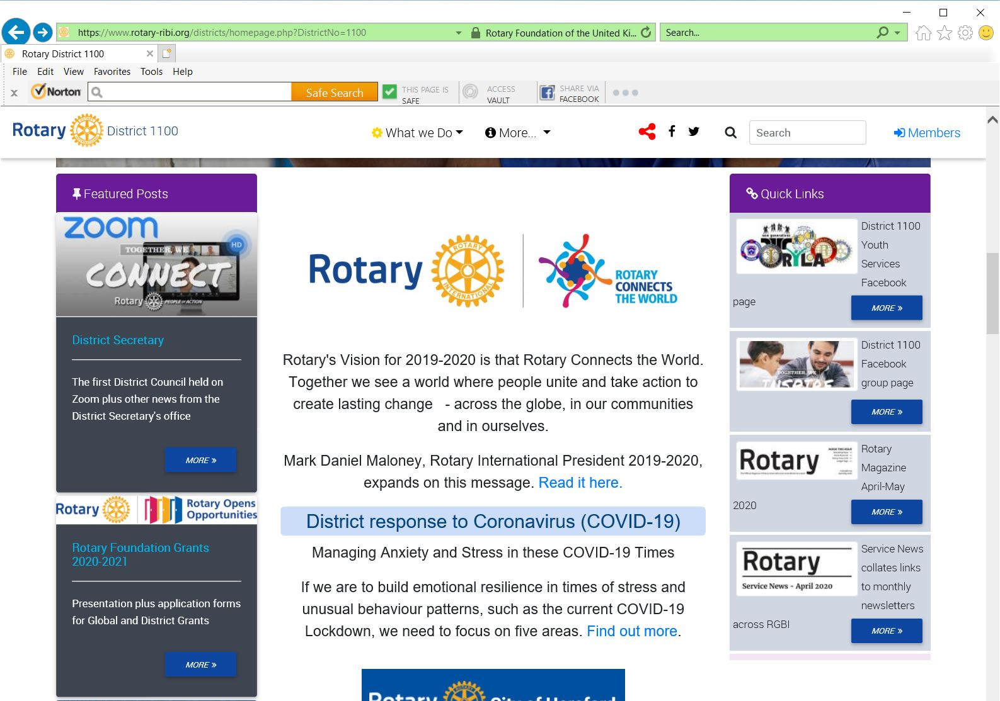 https://www.rotary-ribi.org/districts/homepage.php?DistrictNo=1100
Rotary Foundation of the United Ki...
Search...
Rotary District 1100
File Edit View Favorites Tools Help
x Norton Safe Search
THIS PAGE IS
SAFE
ACCESS
VAULT
SHARE VIA
FACEBOOK
Rotary District 1100
What we Do
More...
Search
Members
Featured Posts
ZOOM
HD
TOGETHER, WE
CONNECT
Rotary PEOPLE OF ACTION
District Secretary
The first District Council held on
Zoom plus other news from the
District Secretary's office
MORE »
Rotary
Rotary Opens
Opportunities
Rotary Foundation Grants
2020-2021
Presentation plus application forms
for Global and District Grants
MORE »
Rotary
ROTARY
INTERNATIONAL
ROTARY
CONNECTS
THE WORLD
Rotary's Vision for 2019-2020 is that Rotary Connects the World.
Together we see a world where people unite and take action to
create lasting change - across the globe, in our communities
and in ourselves.
Mark Daniel Maloney, Rotary International President 2019-2020,
expands on this message. Read it here.
District response to Coronavirus (COVID-19)
Managing Anxiety and Stress in these COVID-19 Times
If we are to build emotional resilience in times of stress and
unusual behaviour patterns, such as the current COVID-19
Lockdown, we need to focus on five areas. Find out more.
Rotary City of Hereford
Quick Links
new generations
RYLA
District 1100
Youth
Services
Facebook
page
MORE »
TOGETHER, WE
INSPIRE
District 1100
Facebook
group page
MORE »
Rotary
Rotary
Magazine
April-May
2020
MORE »
Rotary
Service News - April 2020
Service News
collates links
to monthly
newsletters
across RGBI
MORE »